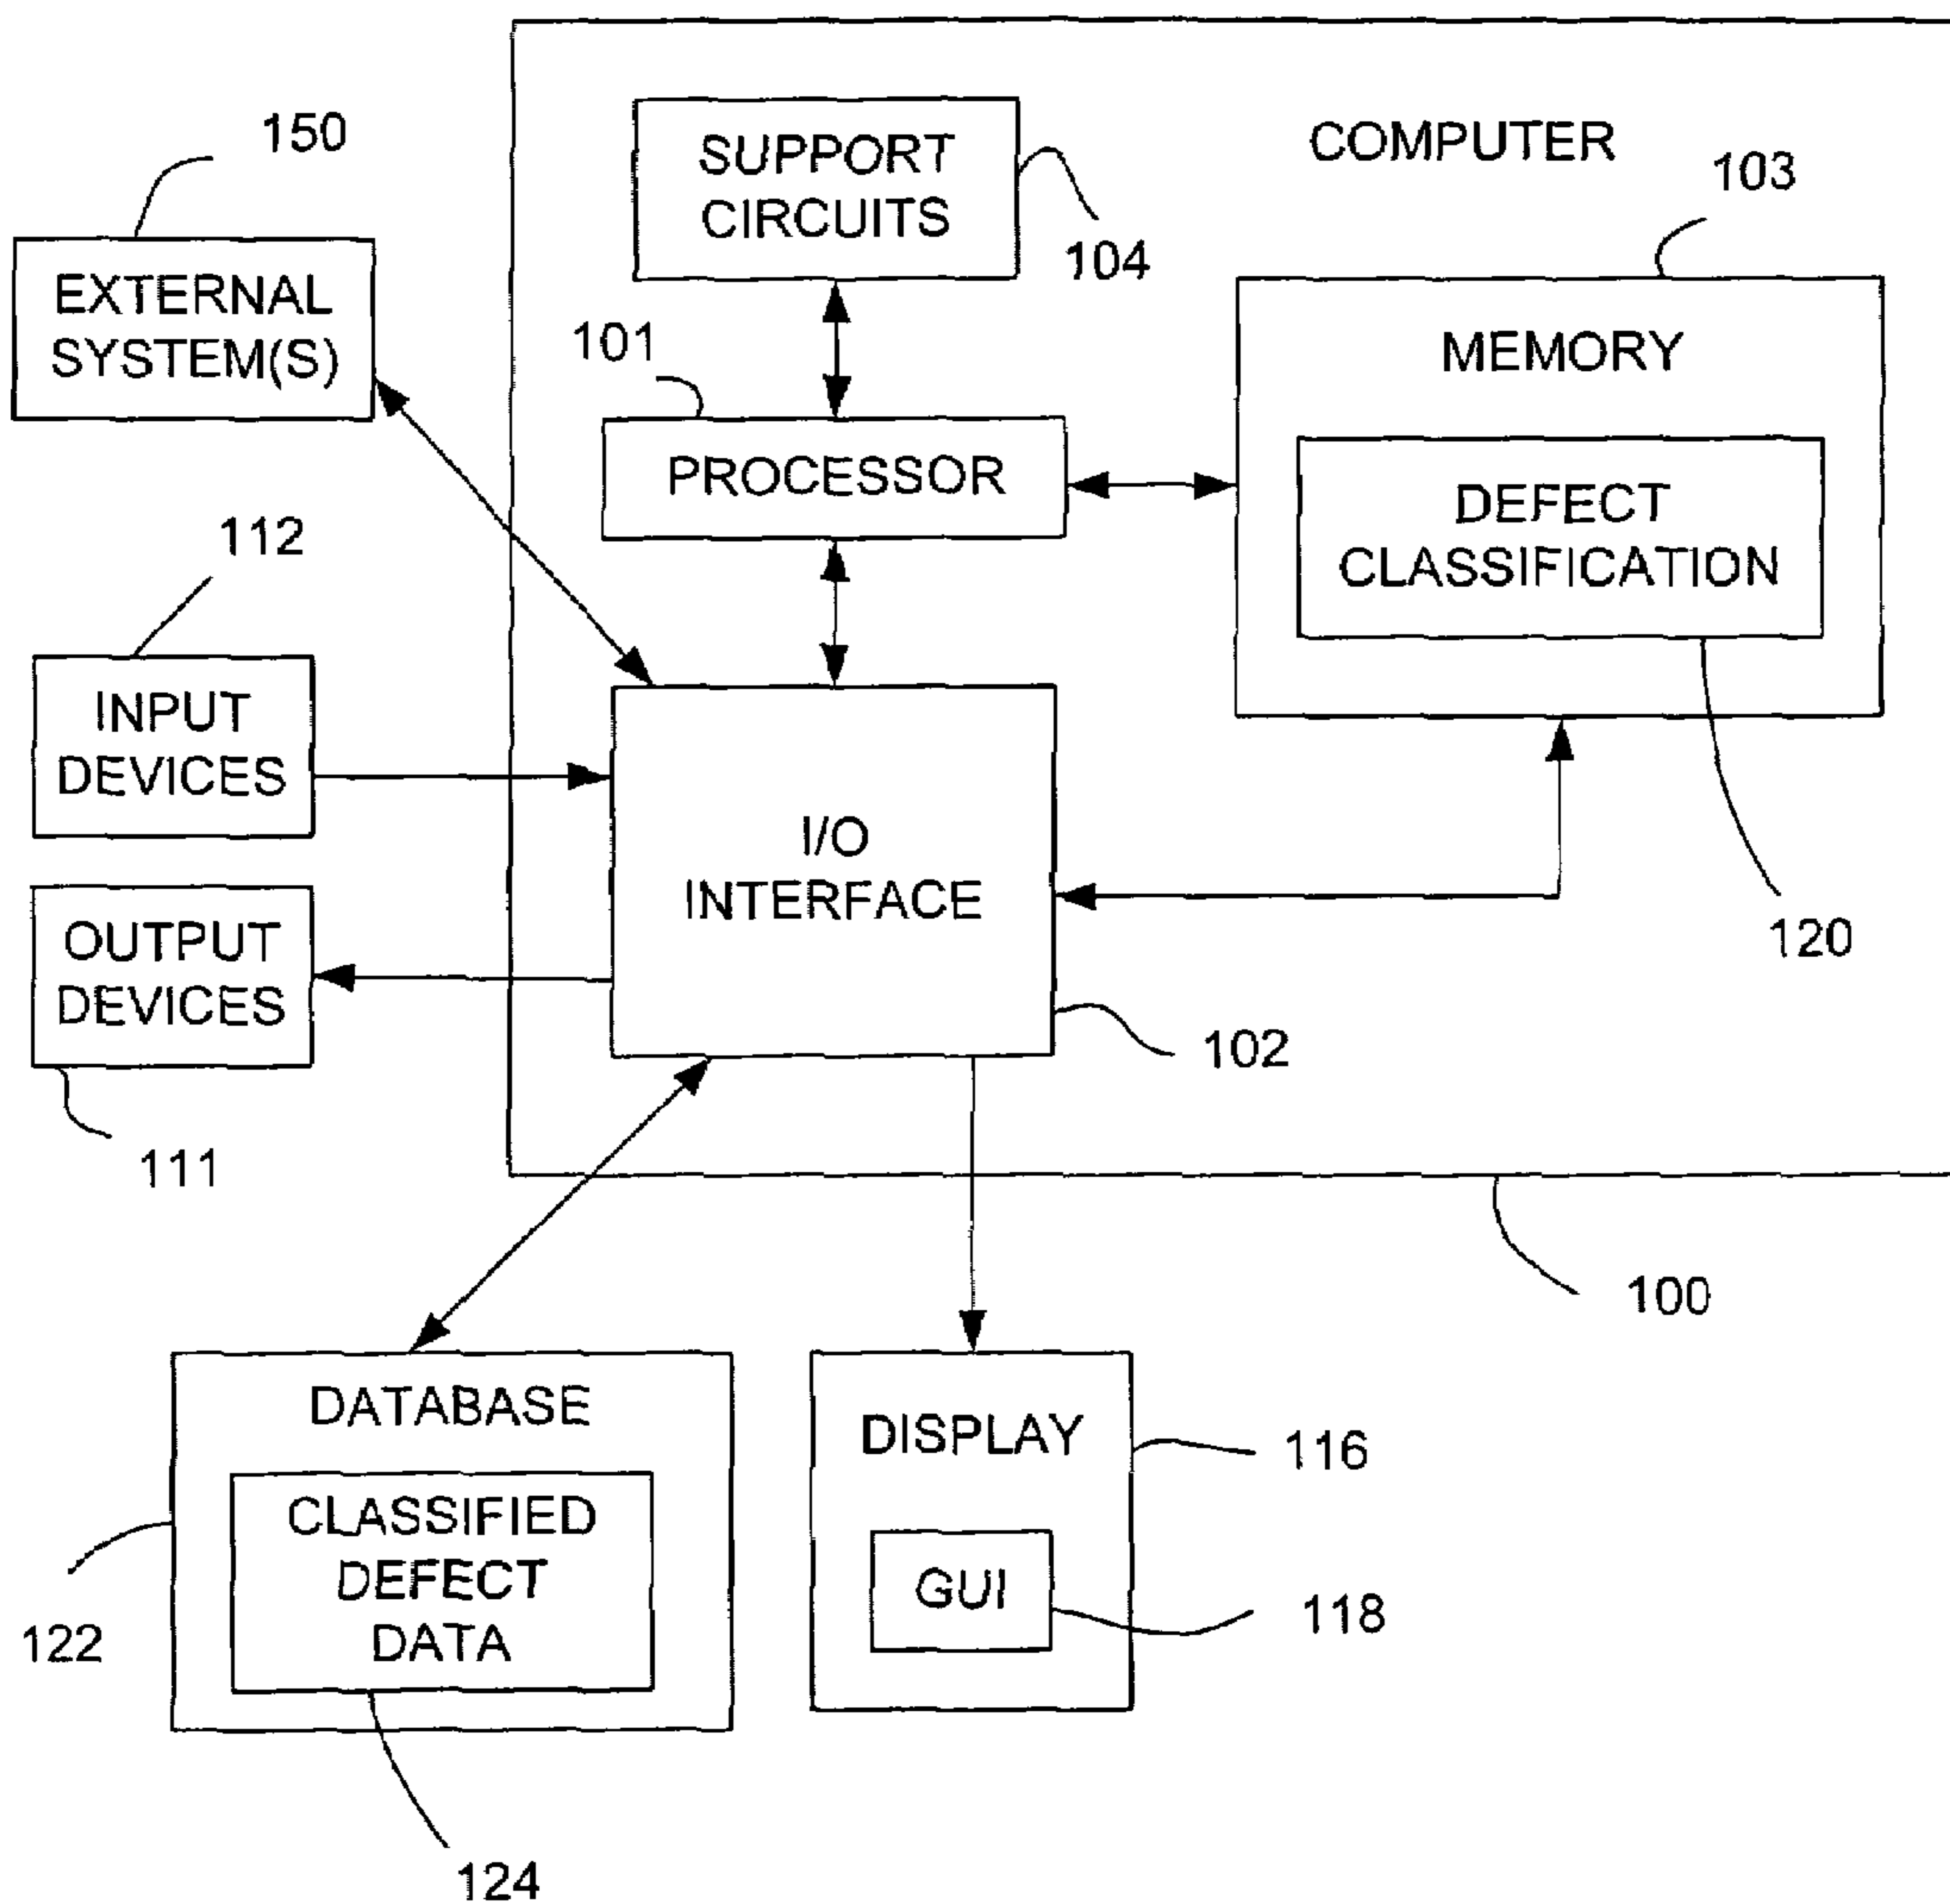 150
SUPPORT
CIRCUITS
104
COMPUTER
103
EXTERNAL
SYSTEM(S)
101
PROCESSOR
MEMORY
DEFECT
CLASSIFICATION
112
INPUT
DEVICES
I/O
INTERFACE
OUTPUT
DEVICES
120
102
111
100
DATABASE
CLASSIFIED
DEFECT
DATA
122
124
DISPLAY
116
GUI
118